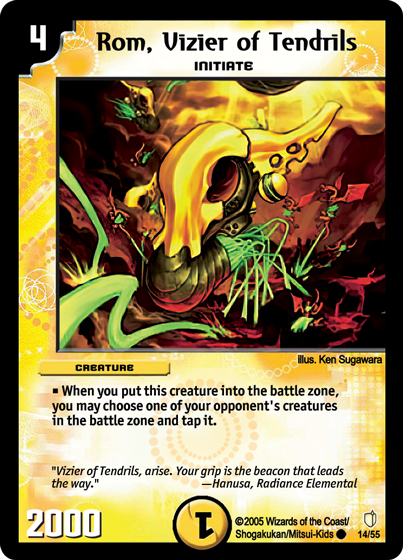 4
Rom, Vizier of Tendrils
INITIATE
Illus. Ken Sugawara
CREATURE
▪ When you put this creature into the battle zone,
you may choose one of your opponent's creatures
in the battle zone and tap it.
"Vizier of Tendrils, arise. Your grip is the beacon that leads
the way." —Hanusa, Radiance Elemental
2000
1
©2005 Wizards of the Coast/
Shogakukan/Mitsui-Kids ● 14/55